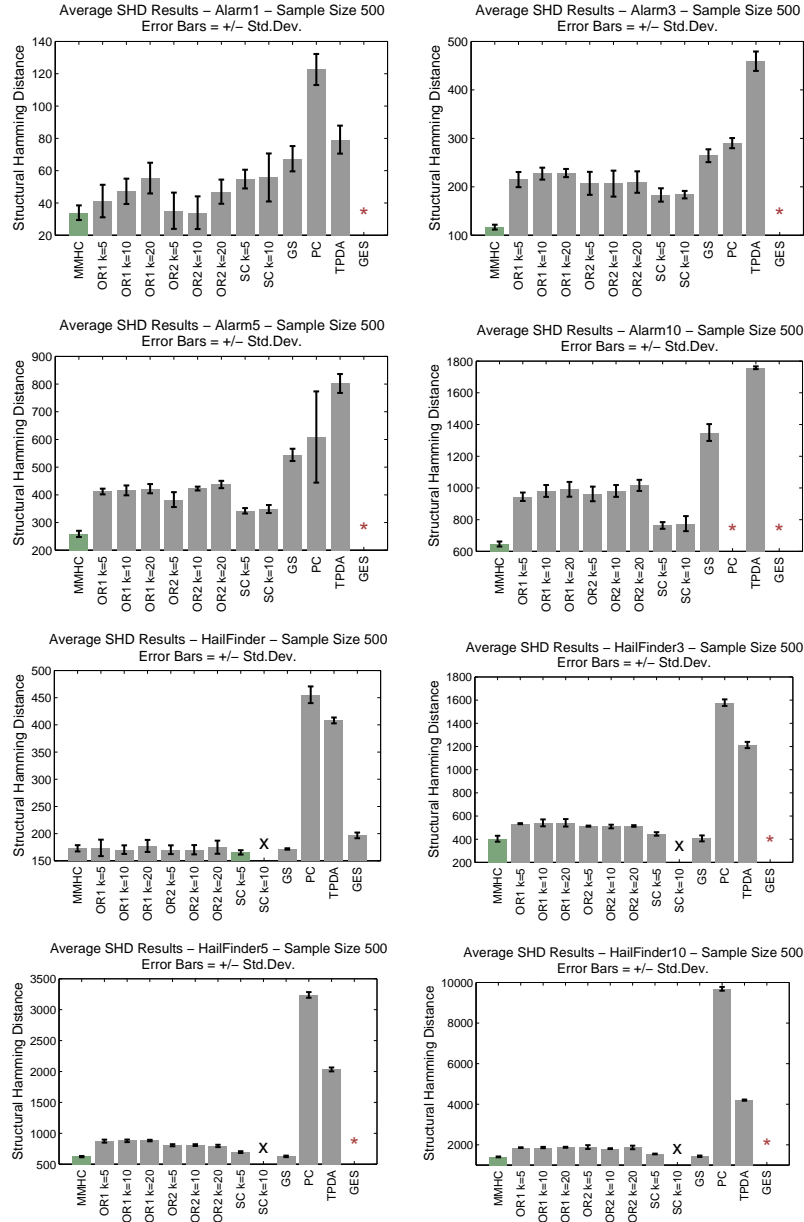 Average SHD Results − Alarm1 − Sample Size 500
Error Bars = +/− Std.Dev.
Structural Hamming Distance
140
120
100
80
60
40
20
MMHC
OR1 k=5
OR1 k=10
OR1 k=20
OR2 k=5
OR2 k=10
OR2 k=20
SC k=5
SC k=10
GS
PC
TPDA
GES
*
Average SHD Results − Alarm3 − Sample Size 500
Error Bars = +/− Std.Dev.
Structural Hamming Distance
500
400
300
200
100
MMHC
OR1 k=5
OR1 k=10
OR1 k=20
OR2 k=5
OR2 k=10
OR2 k=20
SC k=5
SC k=10
GS
PC
TPDA
GES
*
Average SHD Results − Alarm5 − Sample Size 500
Error Bars = +/− Std.Dev.
Structural Hamming Distance
900
800
700
600
500
400
300
200
MMHC
OR1 k=5
OR1 k=10
OR1 k=20
OR2 k=5
OR2 k=10
OR2 k=20
SC k=5
SC k=10
GS
PC
TPDA
GES
*
Average SHD Results − Alarm10 − Sample Size 500
Error Bars = +/− Std.Dev.
Structural Hamming Distance
1800
1600
1400
1200
1000
800
600
MMHC
OR1 k=5
OR1 k=10
OR1 k=20
OR2 k=5
OR2 k=10
OR2 k=20
SC k=5
SC k=10
GS
PC
TPDA
GES
*
*
Average SHD Results − HailFinder − Sample Size 500
Error Bars = +/− Std.Dev.
Structural Hamming Distance
500
450
400
350
300
250
200
150
MMHC
OR1 k=5
OR1 k=10
OR1 k=20
OR2 k=5
OR2 k=10
OR2 k=20
SC k=5
SC k=10
GS
PC
TPDA
GES
X
Average SHD Results − HailFinder3 − Sample Size 500
Error Bars = +/− Std.Dev.
Structural Hamming Distance
1800
1600
1400
1200
1000
800
600
400
200
MMHC
OR1 k=5
OR1 k=10
OR1 k=20
OR2 k=5
OR2 k=10
OR2 k=20
SC k=5
SC k=10
GS
PC
TPDA
GES
X
*
Average SHD Results − HailFinder5 − Sample Size 500
Error Bars = +/− Std.Dev.
Structural Hamming Distance
3500
3000
2500
2000
1500
1000
500
MMHC
OR1 k=5
OR1 k=10
OR1 k=20
OR2 k=5
OR2 k=10
OR2 k=20
SC k=5
SC k=10
GS
PC
TPDA
GES
X
*
Average SHD Results − HailFinder10 − Sample Size 500
Error Bars = +/− Std.Dev.
Structural Hamming Distance
10000
8000
6000
4000
2000
MMHC
OR1 k=5
OR1 k=10
OR1 k=20
OR2 k=5
OR2 k=10
OR2 k=20
SC k=5
SC k=10
GS
PC
TPDA
GES
X
*